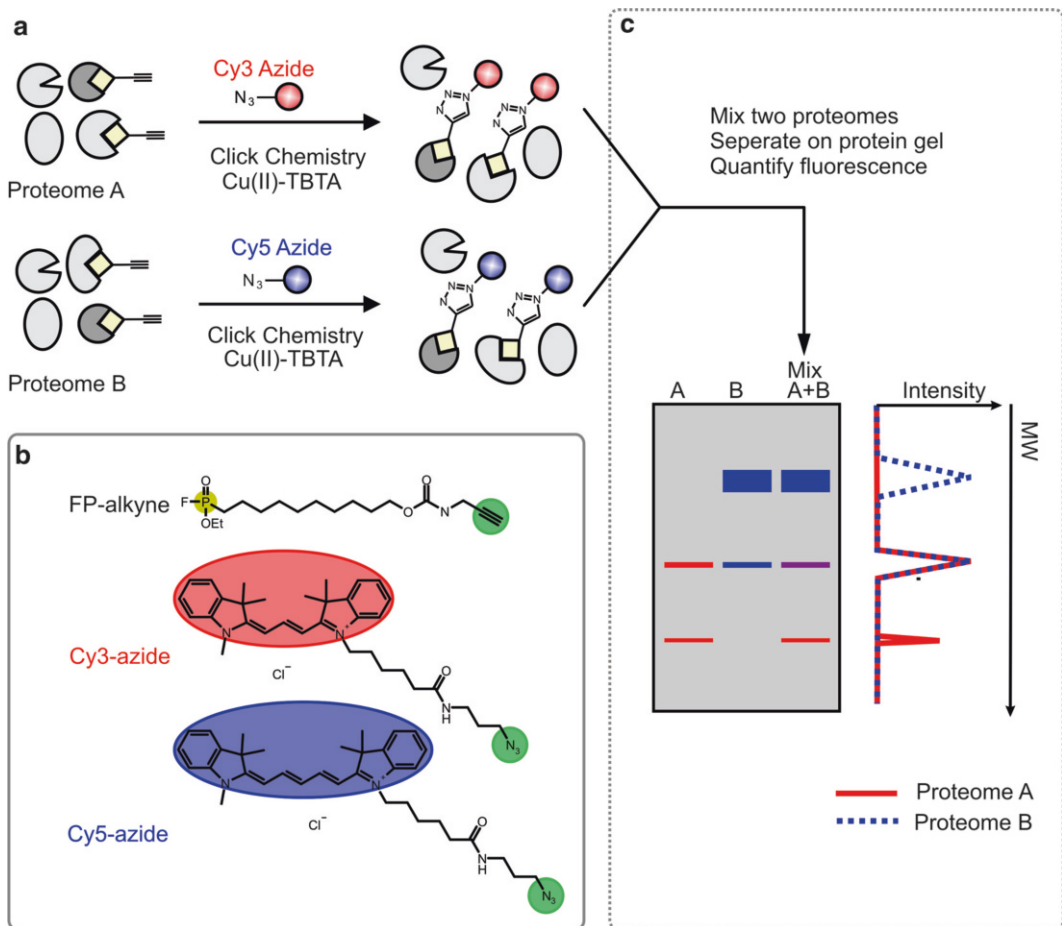 a
Cy3 Azide
N3
Click Chemistry
Cu(II)-TBTA
Proteome A
N=N
N
N=N
N
Cy5 Azide
N3
Click Chemistry
Cu(II)-TBTA
Proteome B
N=N
N
N=N
N
c
Mix two proteomes
Seperate on protein gel
Quantify fluorescence
Mix
A B A+B
Intensity
MW
Proteome A
Proteome B
b
FP-alkyne
O
F P
OEt
O
O N
H
Cy3-azide
N N+
Cl−
O
N
H
N3
Cy5-azide
N N+
Cl−
O
N
H
N3